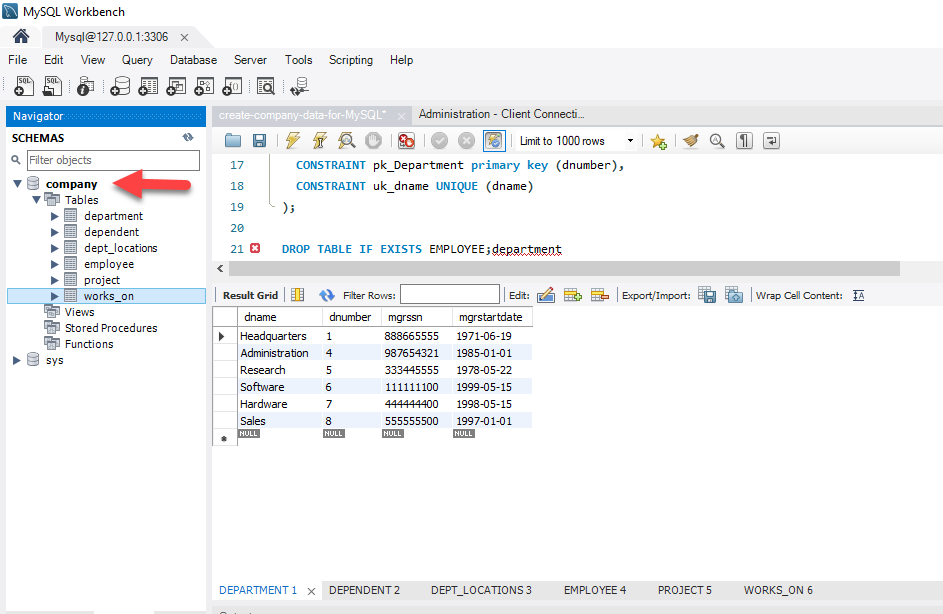 MySQL Workbench
Mysql@127.0.0.1:3306
File Edit View Query Database Server Tools Scripting Help
Navigator
create-company-data-for-MySQL*
Administration - Client Connecti...
SCHEMAS
Limit to 1000 rows
Filter objects
company
Tables
department
dependent
dept_locations
employee
project
works_on
Views
Stored Procedures
Functions
sys
17 CONSTRAINT pk_Department primary key (dnumber),
18 CONSTRAINT uk_dname UNIQUE (dname)
19 );
20
21 DROP TABLE IF EXISTS EMPLOYEE;department
Result Grid Filter Rows: Edit: Export/Import: Wrap Cell Content:
dname dnumber mgrssn mgrstartdate
Headquarters 1 888665555 1971-06-19
Administration 4 987654321 1985-01-01
Research 5 333445555 1978-05-22
Software 6 111111100 1999-05-15
Hardware 7 444444400 1998-05-15
Sales 8 555555500 1997-01-01
NULL NULL NULL NULL
DEPARTMENT 1 DEPENDENT 2 DEPT_LOCATIONS 3 EMPLOYEE 4 PROJECT 5 WORKS_ON 6